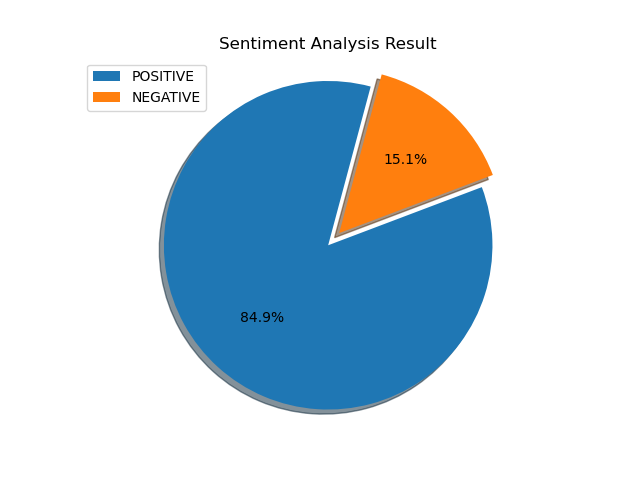 Sentiment Analysis Result
POSITIVE
NEGATIVE
15.1%
84.9%